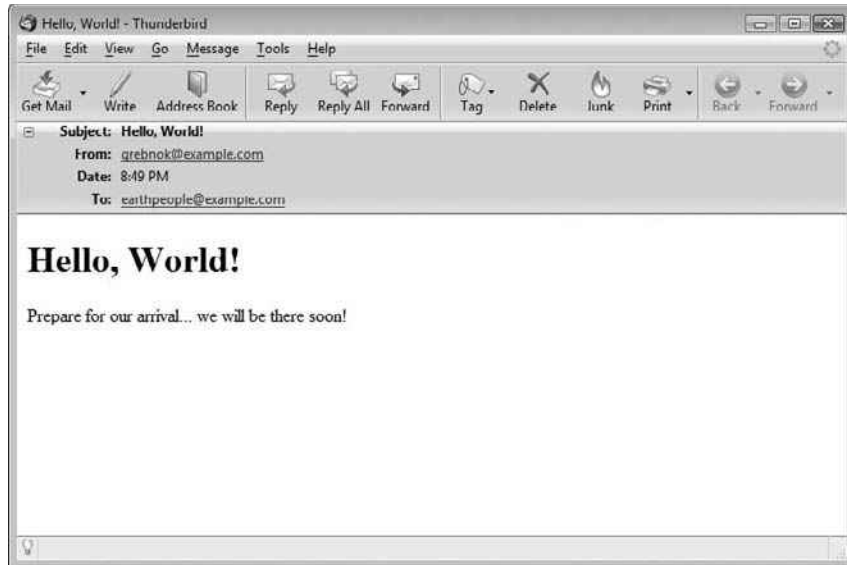 Hello, World! - Thunderbird
File Edit View Go Message Tools Help
Get Mail Write Address Book Reply Reply All Forward Tag Delete Junk Print Back Forward
Subject: Hello, World!
From: grebnok@example.com
Date: 8:49 PM
To: earthpeople@example.com
Hello, World!
Prepare for our arrival... we will be there soon!